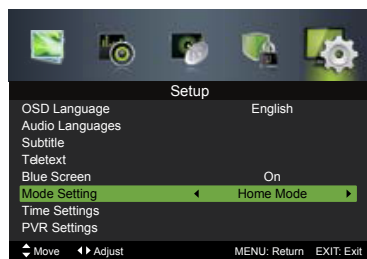 Setup
OSD Language English
Audio Languages
Subtitle
Teletext
Blue Screen On
Mode Setting Home Mode
Time Settings
PVR Settings
Move Adjust MENU: Return EXIT: Exit